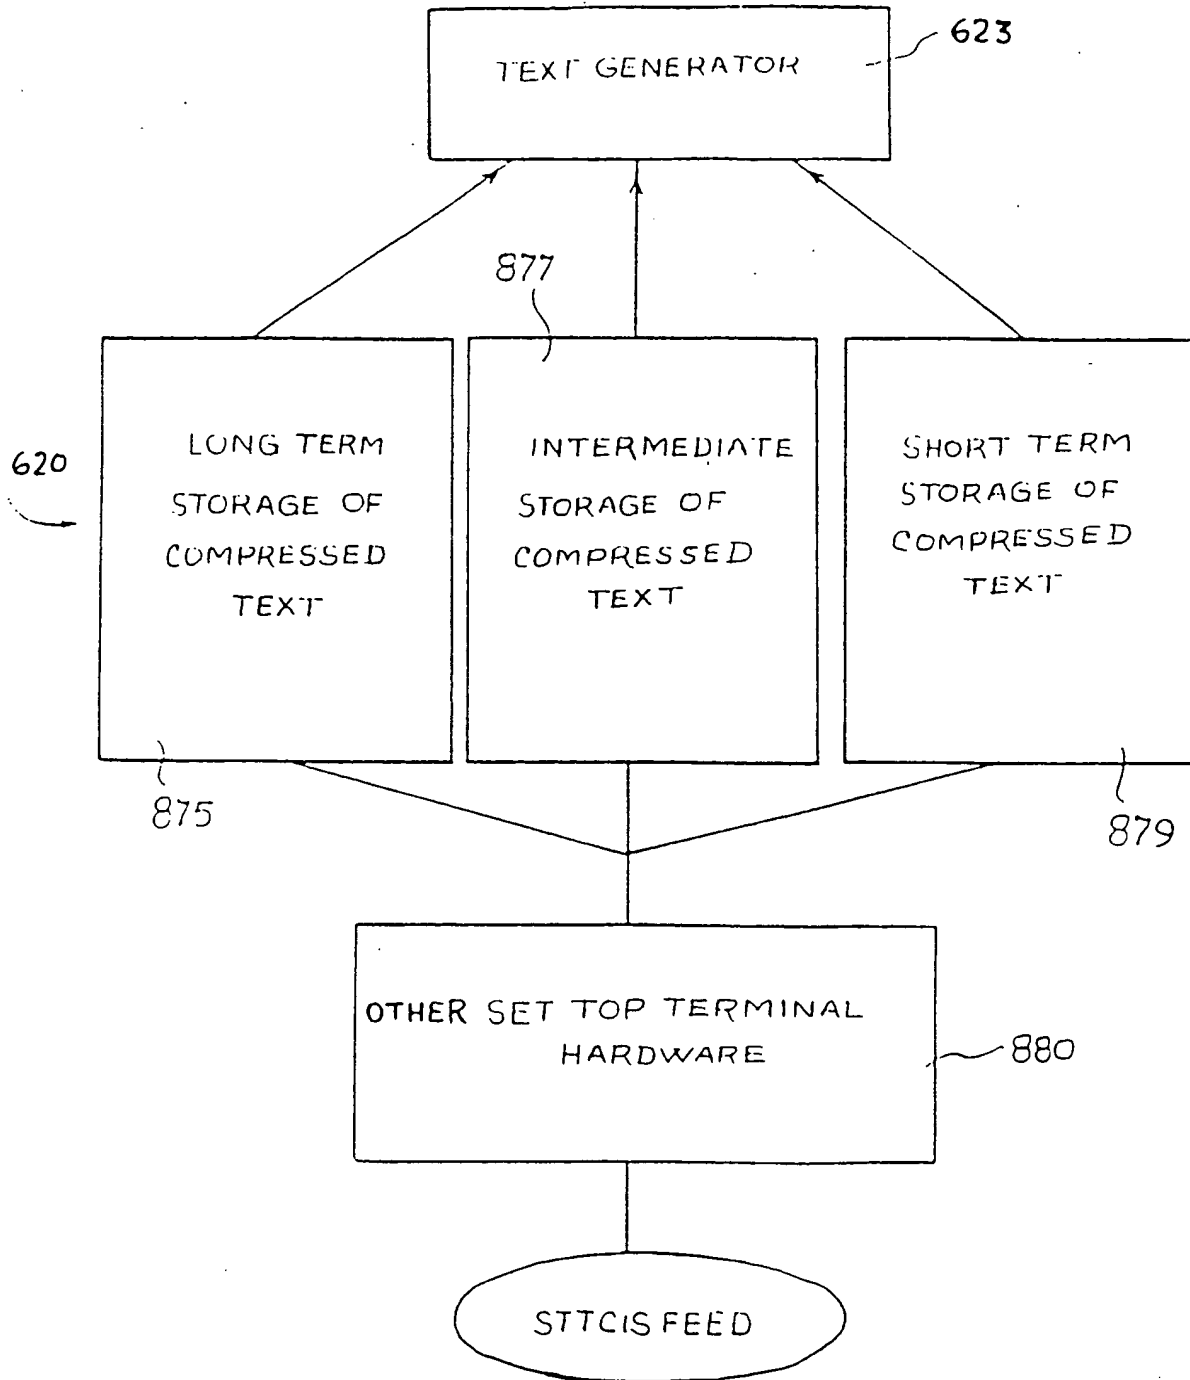 623
TEXT GENERATOR
877
620
LONG TERM
STORAGE OF
COMPRESSED
TEXT
INTERMEDIATE
STORAGE OF
COMPRESSED
TEXT
SHORT TERM
STORAGE OF
COMPRESSED
TEXT
875
879
OTHER SET TOP TERMINAL
HARDWARE
880
STTCIS FEED